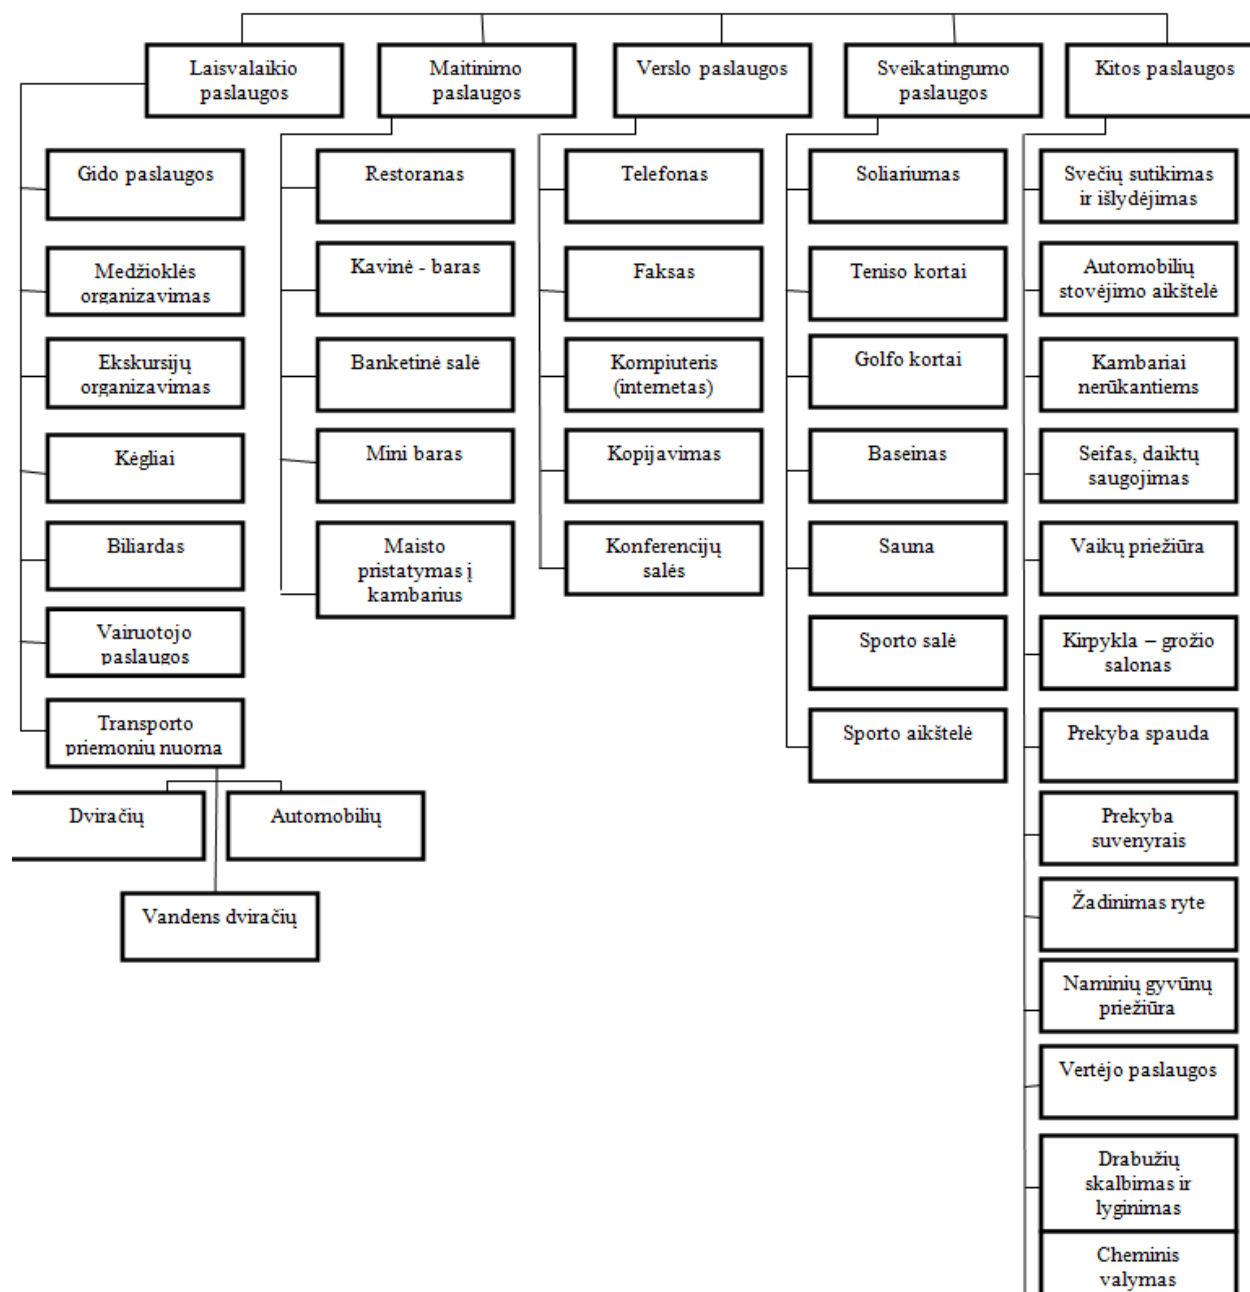 Laisvalaikio
paslaugos
Maitinimo
paslaugos
Verslo paslaugos
Sveikatingumo
paslaugos
Kitos paslaugos
Gido paslaugos
Medžioklės
organizavimas
Ekskursijų
organizavimas
Kėgliai
Biliardas
Vairuotojo
paslaugos
Transporto
priemonių nuoma
Dviračių
Automobilių
Vandens dviračių
Restoranas
Kavinė - baras
Banketinė salė
Mini baras
Maisto
pristatymas į
kambarius
Telefonas
Faksas
Kompiuteris
(internetas)
Kopijavimas
Konferencijų
salės
Soliariumas
Teniso kortai
Golfo kortai
Baseinas
Sauna
Sporto salė
Sporto aikštelė
Svečių sutikimas
ir išlydėjimas
Automobilių
stovėjimo aikštelė
Kambariai
nerūkantiems
Seifas, daiktų
saugojimas
Vaikų priežiūra
Kirpykla – grožio
salonas
Prekyba spauda
Prekyba
suvenyrais
Žadinimas ryte
Naminių gyvūnų
priežiūra
Vertėjo paslaugos
Drabužių
skalbimas ir
lyginimas
Cheminis
valymas